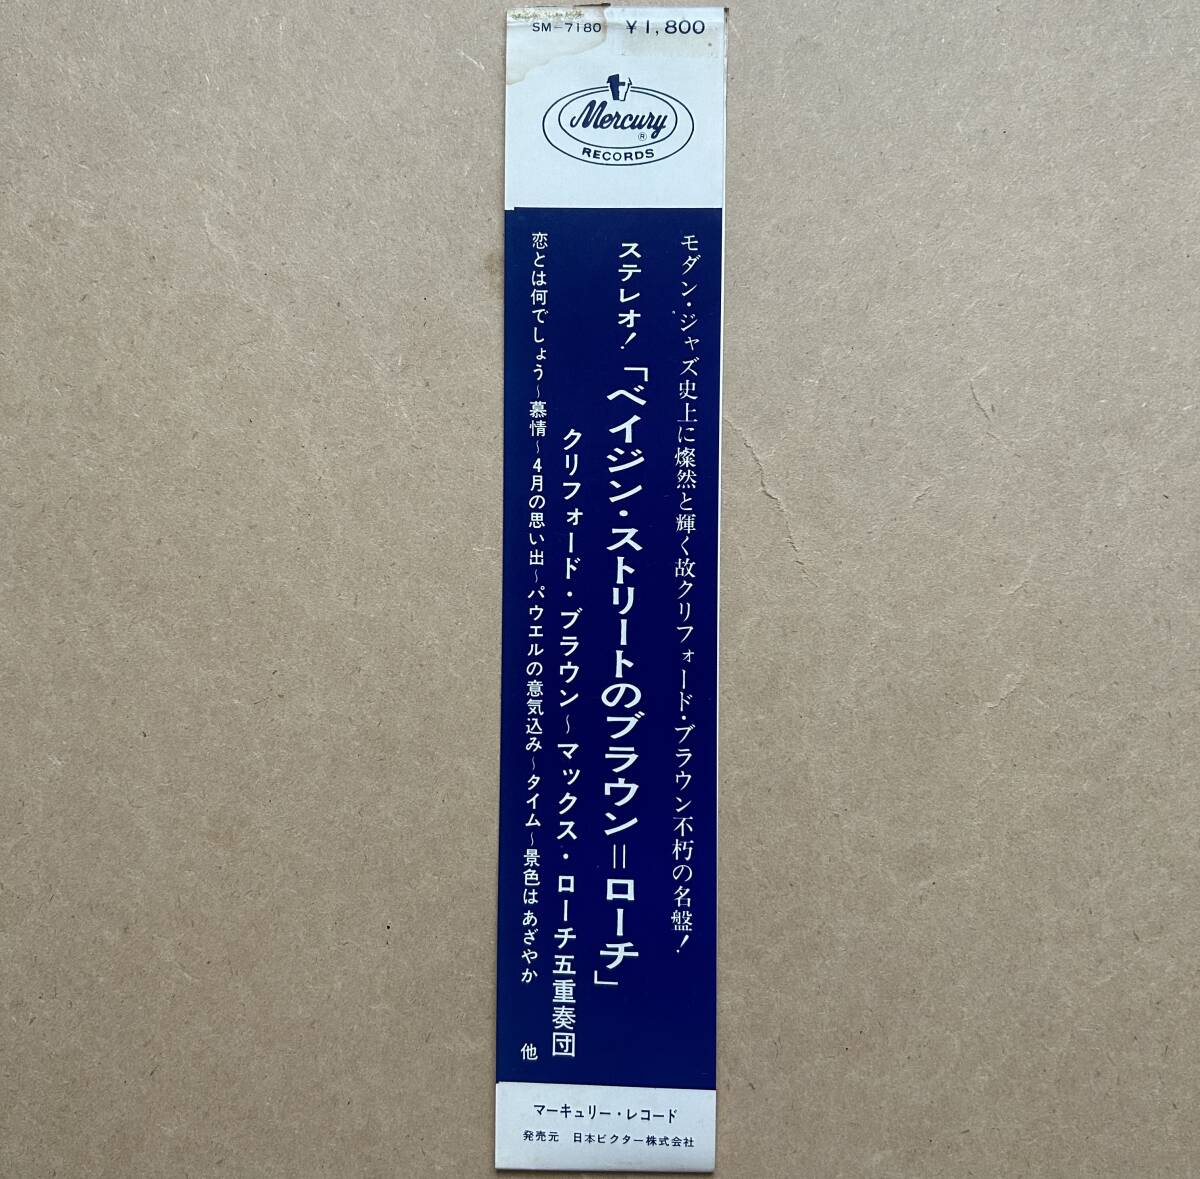 SM-7180 ¥1,800
Mercury
®
RECORDS
モダン・ジャズ史上に燦然と輝く故クリフォード・ブラウン不朽の名盤!
ステレオ!「ベイジン・ストリートのブラウン=ローチ」
クリフォード・ブラウン~マックス・ローチ五重奏団
恋とは何でしょう~慕情~4月の思い出~パウエルの意気込み~タイム~景色はあざやか 他
マーキュリー・レコード
発売元 日本ビクター株式会社